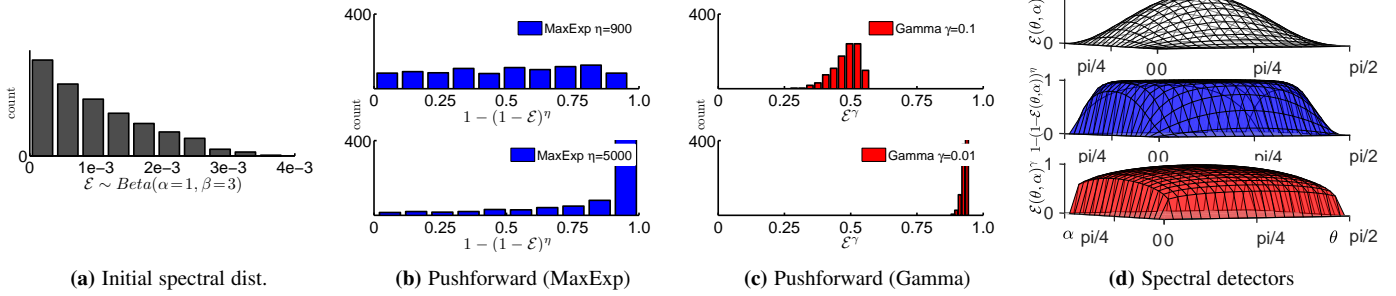 count
0 1e−3 2e−3 3e−3 4e−3
ℰ ∼ Beta(α=1, β=3)
(a) Initial spectral dist.
400
MaxExp η=900
count
0 0.25 0.5 0.75 1.0
1−(1−ℰ)^η
400
MaxExp η=5000
0 0.25 0.5 0.75 1.0
1−(1−ℰ)^η
(b) Pushforward (MaxExp)
400
Gamma γ=0.1
0 0.25 0.5 0.75 1.0
ℰ^γ
count
400
Gamma γ=0.01
0 0.25 0.5 0.75 1.0
ℰ^γ
(c) Pushforward (Gamma)
ℰ(θ,α)
0
pi/4 0 0 pi/4 pi/2
1−(1−ℰ(θ,α))^η
1
0
pi/4 0 0 pi/4 pi/2
ℰ(θ,α)^γ
1
0
α pi/4 0 0 pi/4 θ pi/2
(d) Spectral detectors